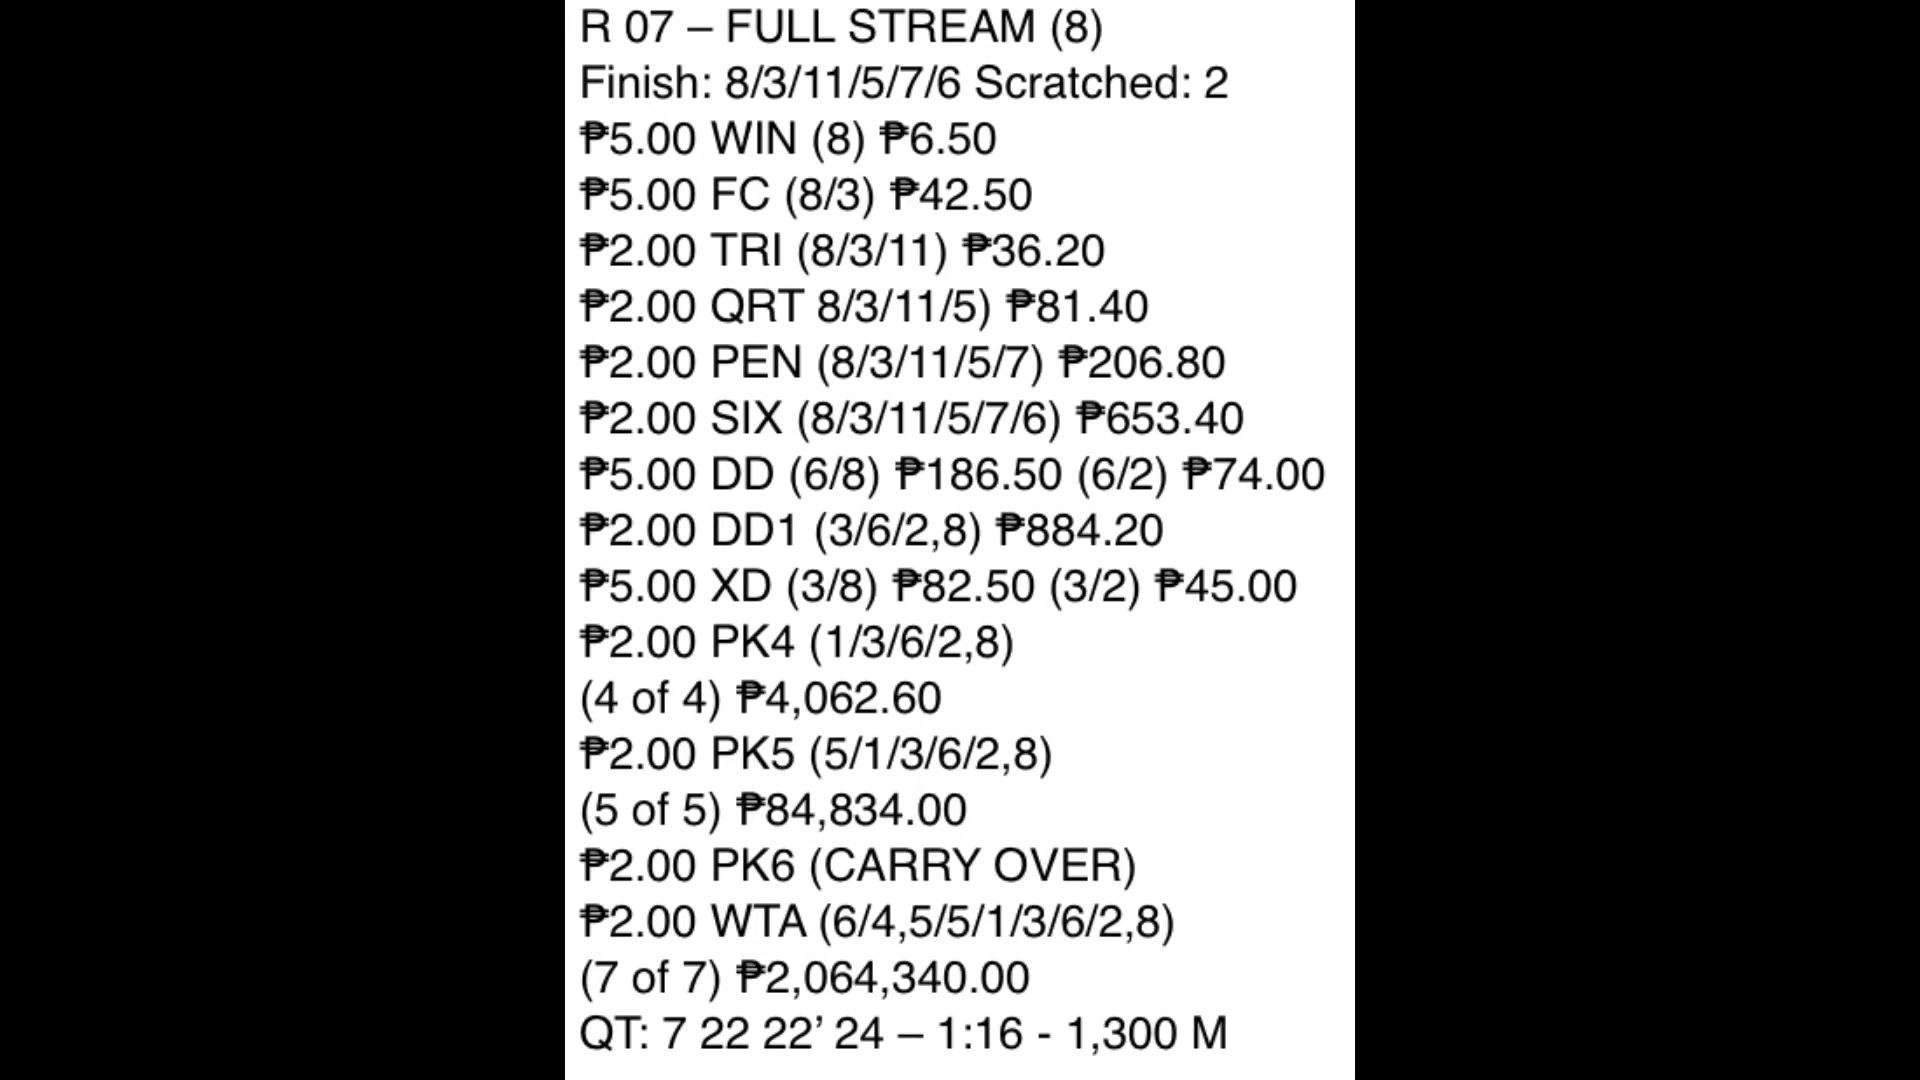 R 07 – FULL STREAM (8)
Finish: 8/3/11/5/7/6 Scratched: 2
₱5.00 WIN (8) ₱6.50
₱5.00 FC (8/3) ₱42.50
₱2.00 TRI (8/3/11) ₱36.20
₱2.00 QRT 8/3/11/5) ₱81.40
₱2.00 PEN (8/3/11/5/7) ₱206.80
₱2.00 SIX (8/3/11/5/7/6) ₱653.40
₱5.00 DD (6/8) ₱186.50 (6/2) ₱74.00
₱2.00 DD1 (3/6/2,8) ₱884.20
₱5.00 XD (3/8) ₱82.50 (3/2) ₱45.00
₱2.00 PK4 (1/3/6/2,8)
(4 of 4) ₱4,062.60
₱2.00 PK5 (5/1/3/6/2,8)
(5 of 5) ₱84,834.00
₱2.00 PK6 (CARRY OVER)
₱2.00 WTA (6/4,5/5/1/3/6/2,8)
(7 of 7) ₱2,064,340.00
QT: 7 22 22’ 24 – 1:16 - 1,300 M